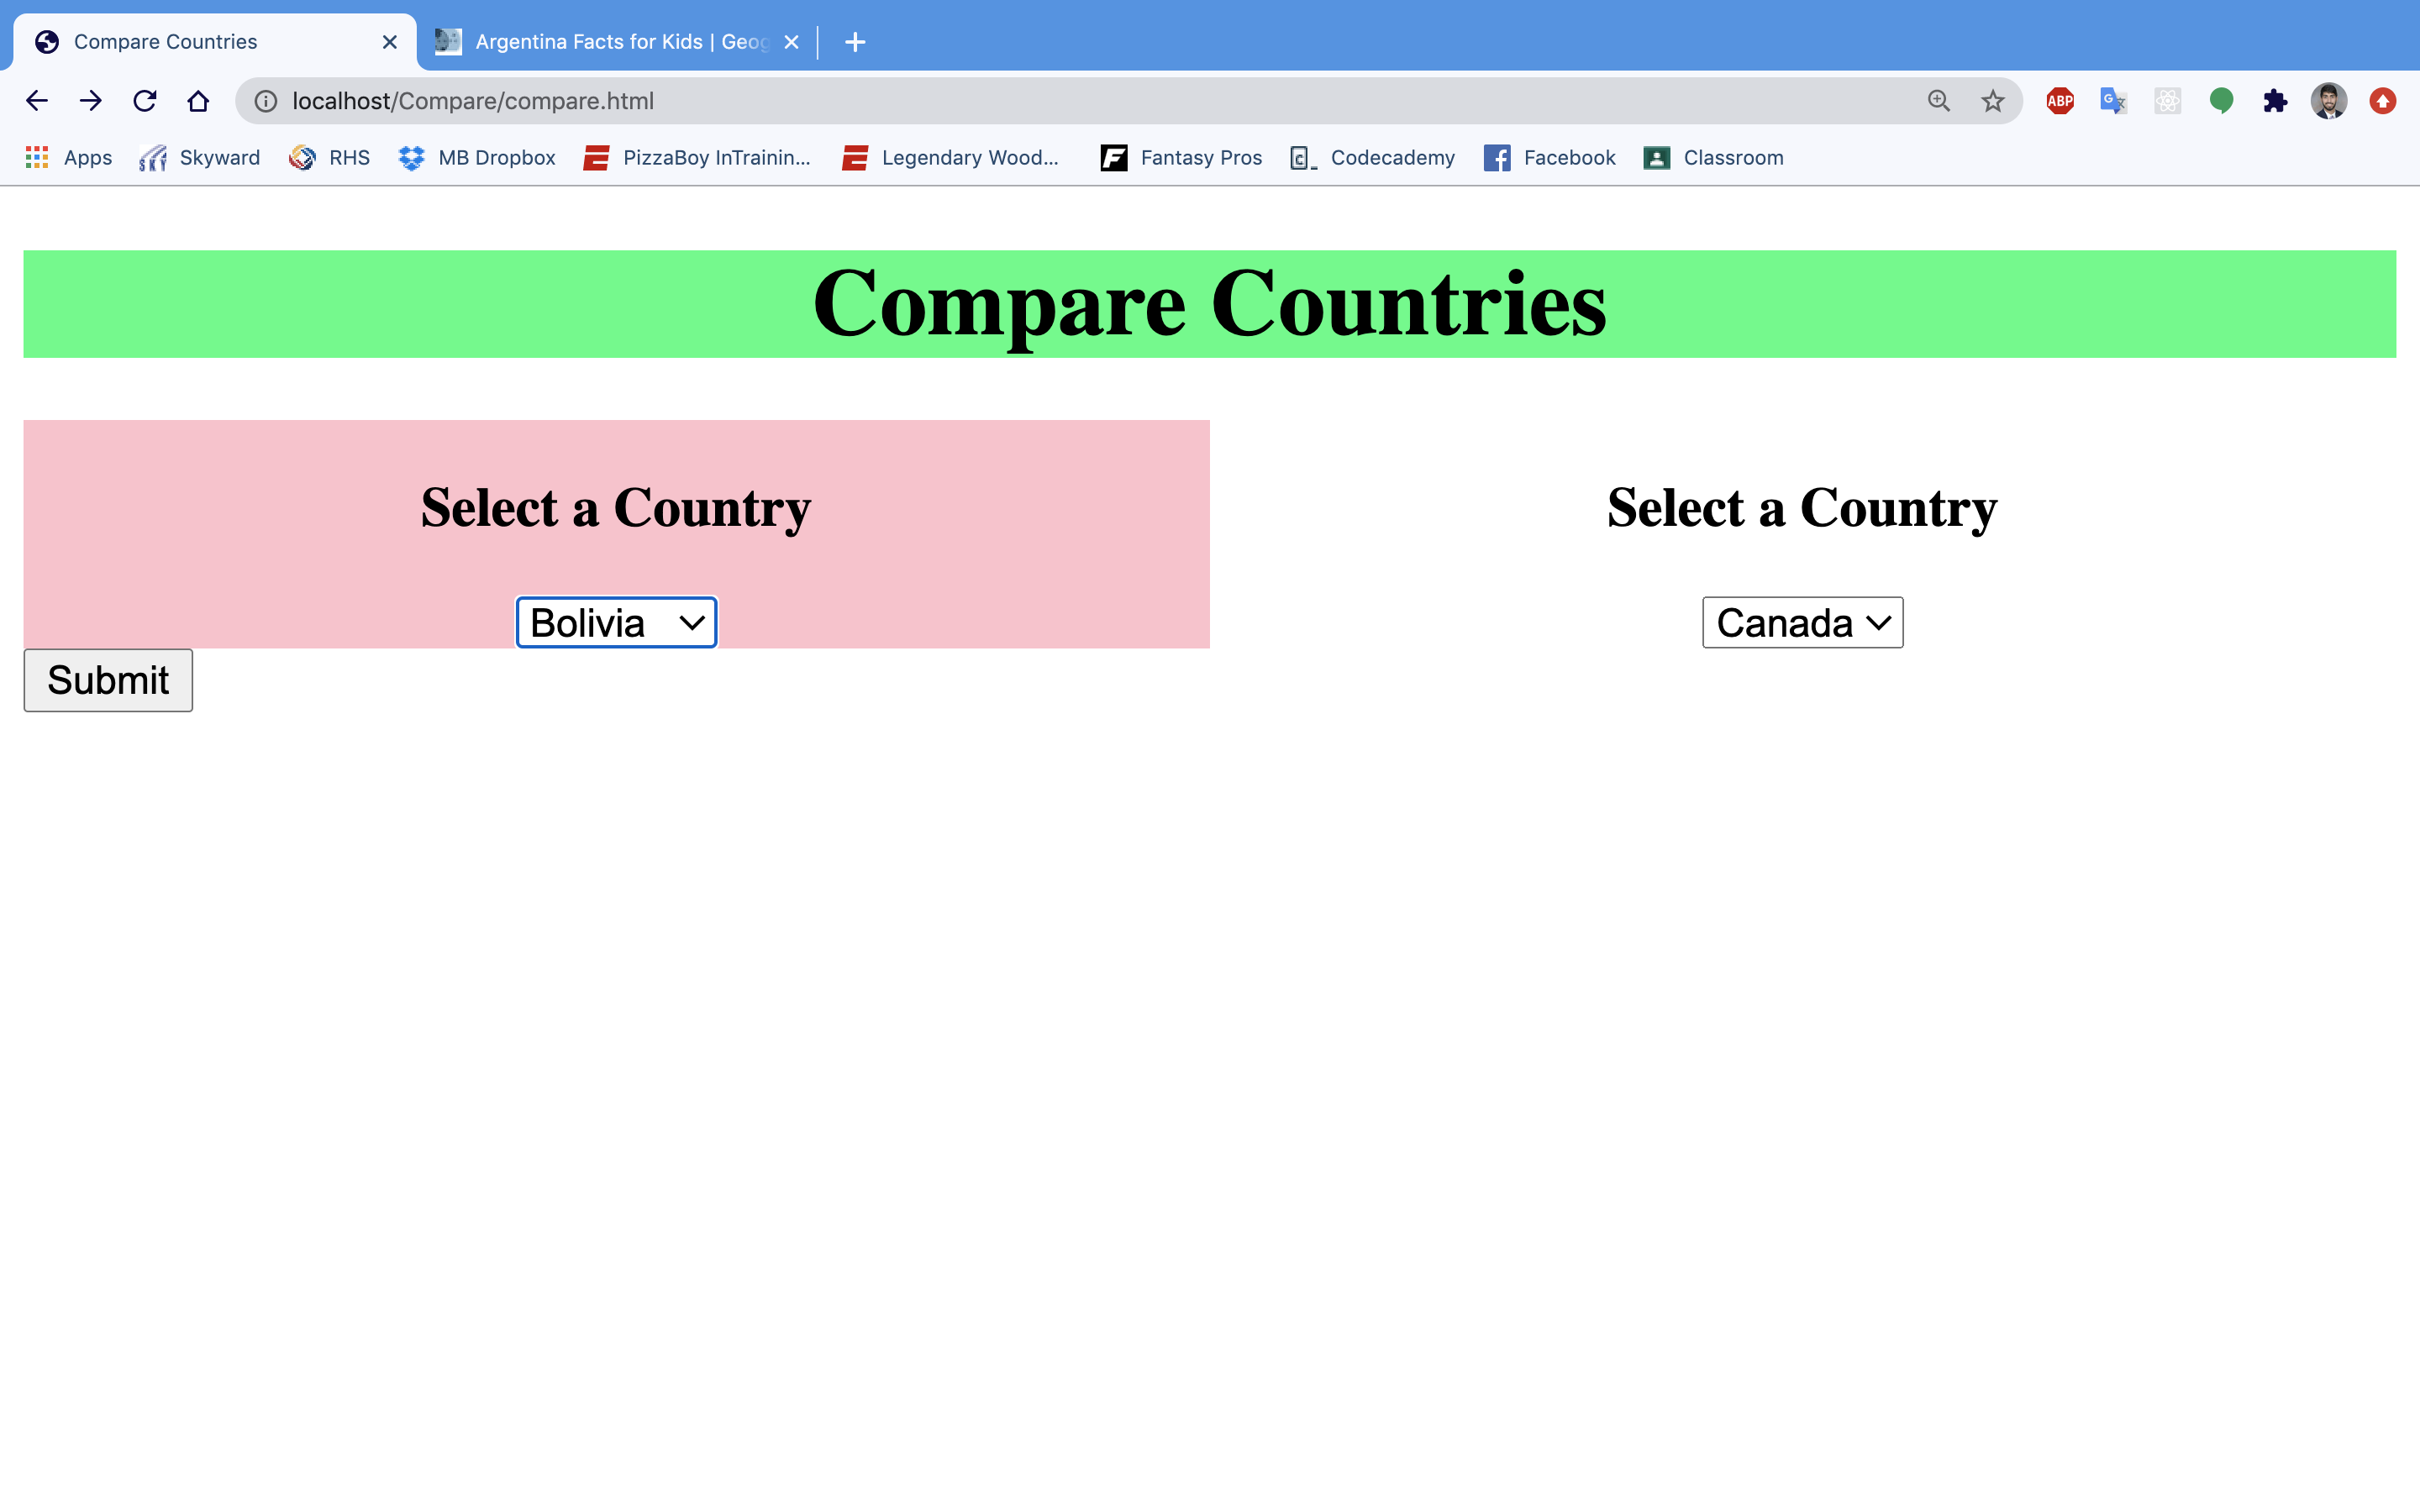 Compare Countries
Argentina Facts for Kids | Geog
localhost/Compare/compare.html
ABP
Apps
SKY
Skyward
RHS
MB Dropbox
PizzaBoy InTrainin...
Legendary Wood...
Fantasy Pros
Codecademy
Facebook
Classroom
Compare Countries
Select a Country
Select a Country
Bolivia
Canada
Submit